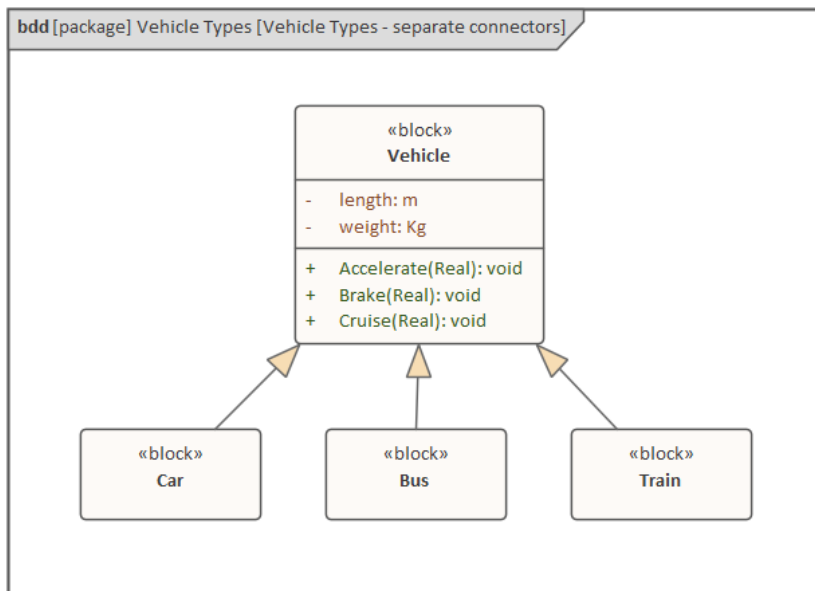 bdd [package] Vehicle Types [Vehicle Types - separate connectors]
«block»
Vehicle
- length: m
- weight: Kg
+ Accelerate(Real): void
+ Brake(Real): void
+ Cruise(Real): void
«block»
Car
«block»
Bus
«block»
Train